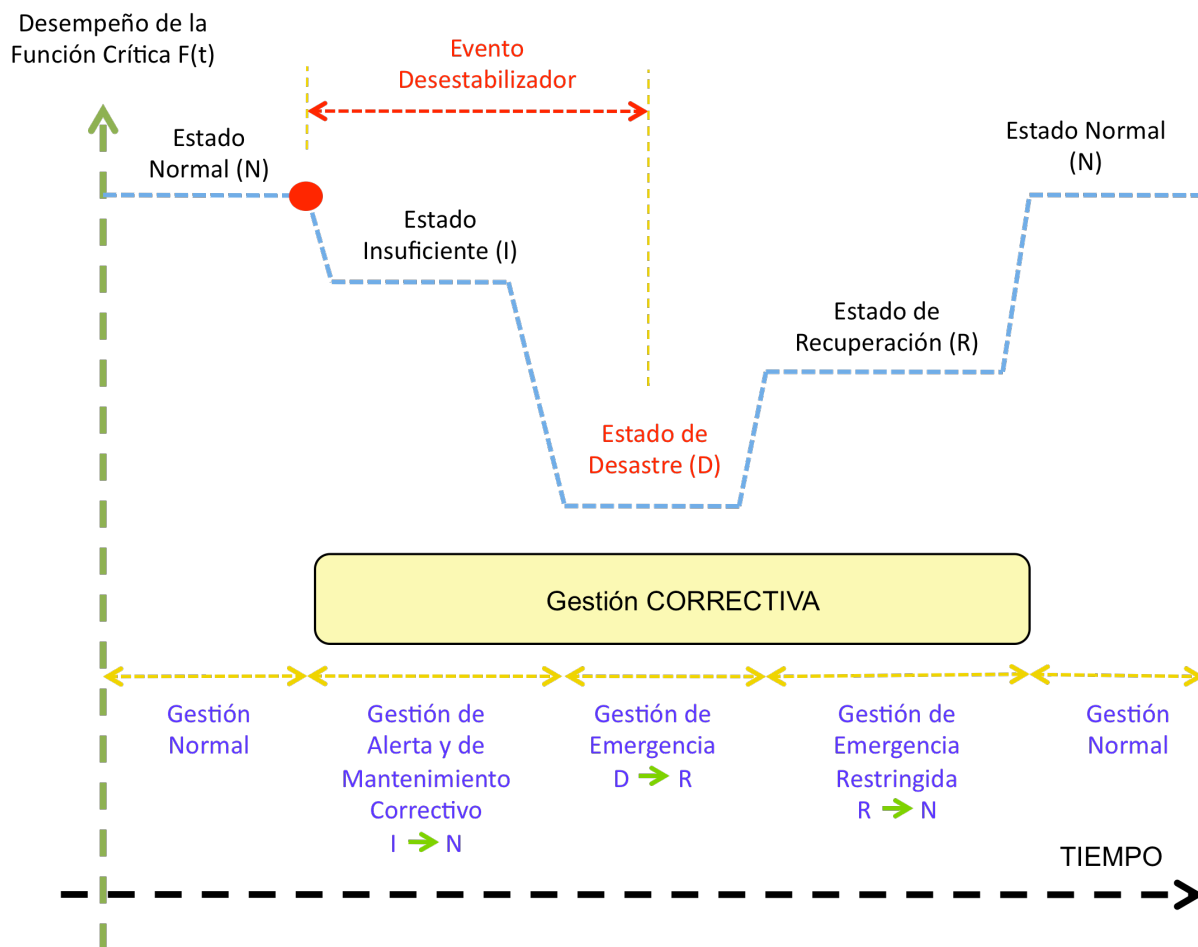 Desempeño de la
Función Crítica F(t)
Evento
Desestabilizador
Estado
Normal (N)
Estado Normal
(N)
Estado
Insuficiente (I)
Estado de
Recuperación (R)
Estado de
Desastre (D)
Gestión CORRECTIVA
Gestión
Normal
Gestión de
Alerta y de
Mantenimiento
Correctivo
I → N
Gestión de
Emergencia
D → R
Gestión de
Emergencia
Restringida
R → N
Gestión
Normal
TIEMPO